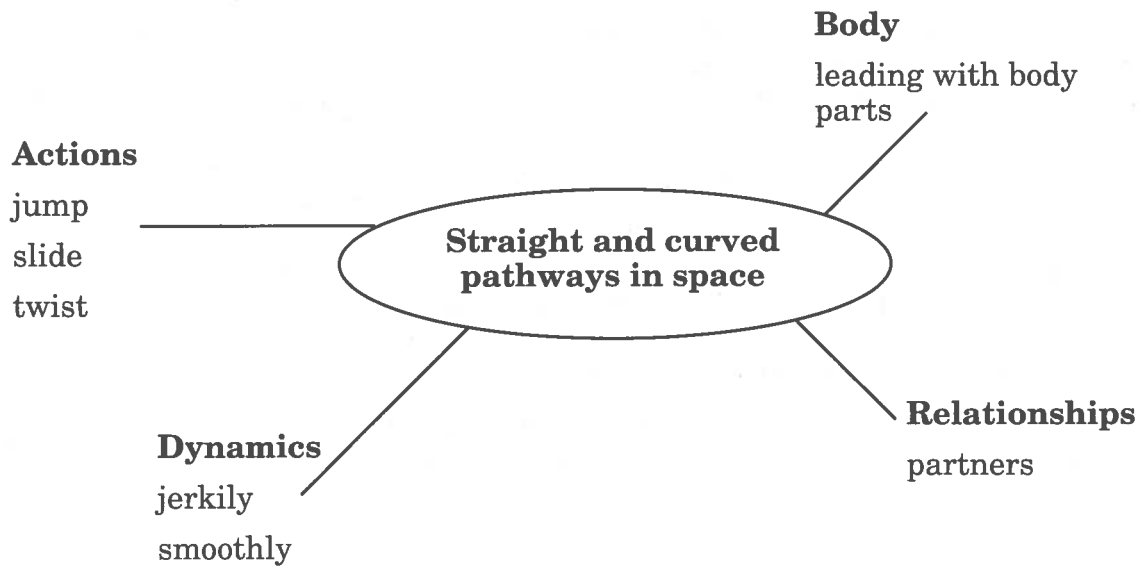 Body
leading with body
parts
Actions
jump
slide
twist
Straight and curved
pathways in space
Relationships
partners
Dynamics
jerkily
smoothly